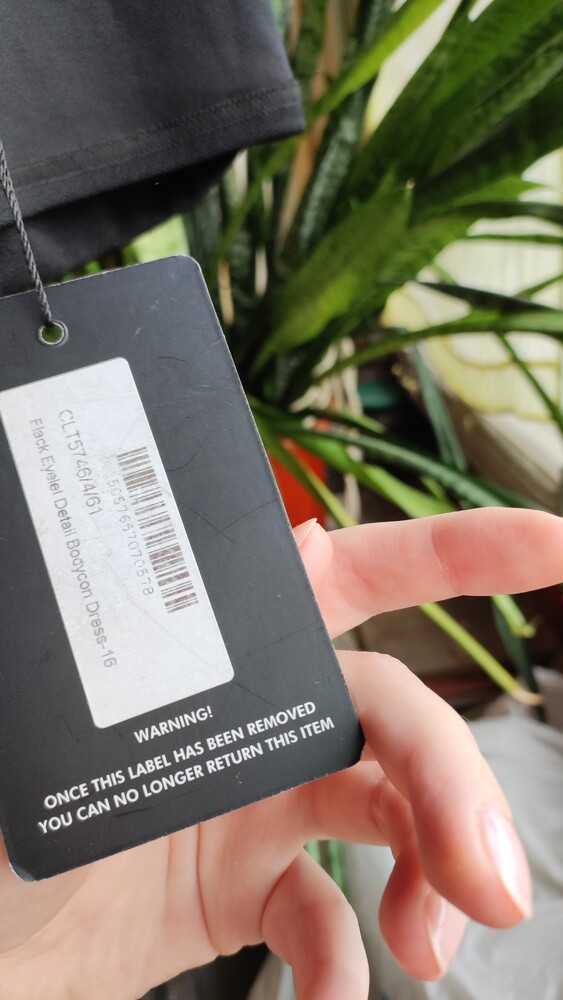 CLT5746/4/61
Black Eyelet Detail Bodycon Dress-16
5057657070578
WARNING!
ONCE THIS LABEL HAS BEEN REMOVED
YOU CAN NO LONGER RETURN THIS ITEM